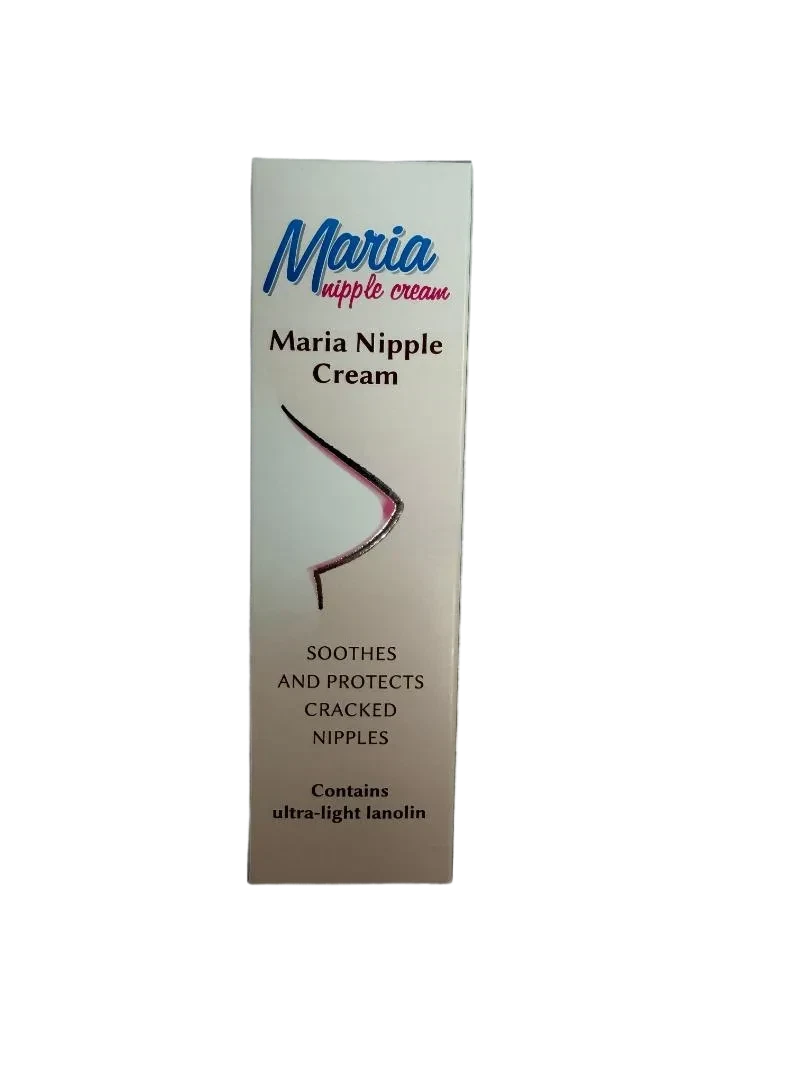 Maria
nipple cream
Maria Nipple
Cream
SOOTHES
AND PROTECTS
CRACKED
NIPPLES
Contains
ultra-light lanolin